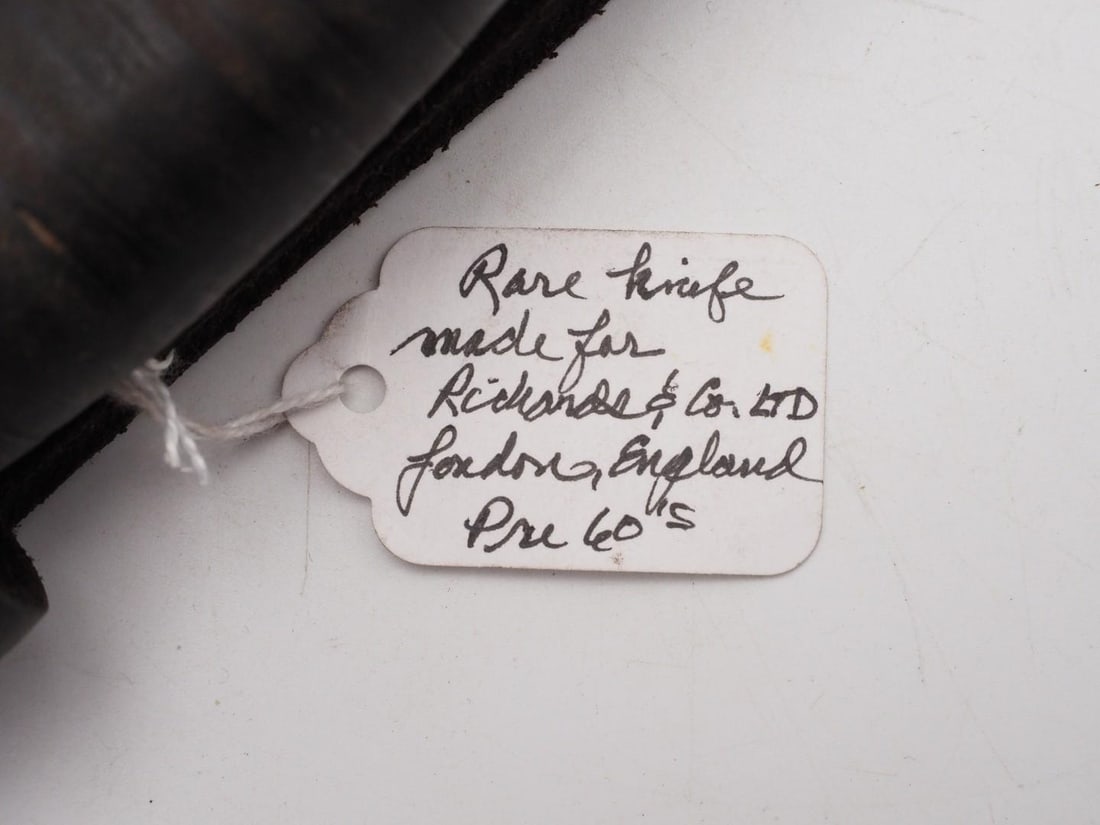 Rare knife
made for
Richards & Co. LTD
London, England
Pre 60's